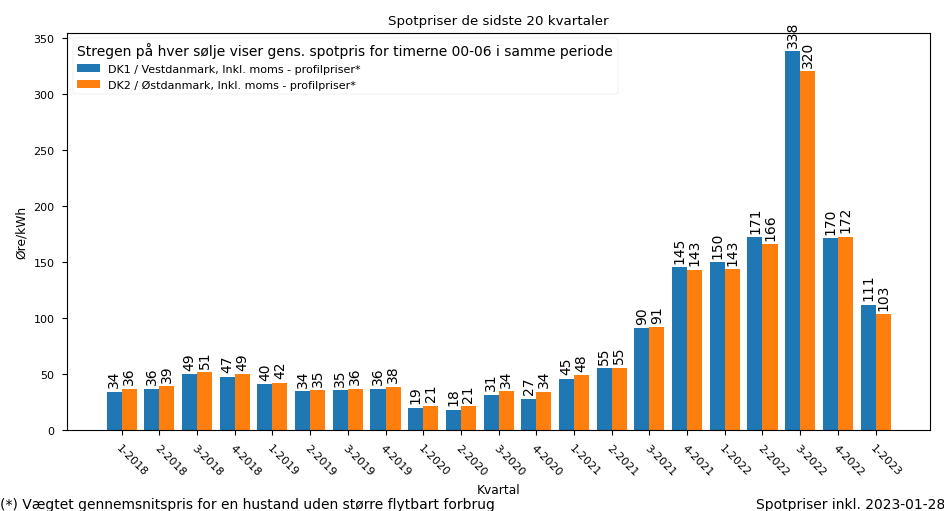 Spotpriser de sidste 20 kvartaler
Stregen på hver sølje viser gens. spotpris for timerne 00-06 i samme periode
DK1 / Vestdanmark, Inkl. moms - profilpriser*
DK2 / Østdanmark, Inkl. moms - profilpriser*
Øre/kWh
350
300
250
200
150
100
50
0
34 36 36 39 49 51 47 49 40 42 34 35 35 36 36 38 19 21 18 21 31 34 27 34 45 48 55 55 90 91 145 143 150 143 171 166 338 320 170 172 111 103
1-2018 2-2018 3-2018 4-2018 1-2019 2-2019 3-2019 4-2019 1-2020 2-2020 3-2020 4-2020 1-2021 2-2021 3-2021 4-2021 1-2022 2-2022 3-2022 4-2022 1-2023
Kvartal
(*) Vægtet gennemsnitspris for en hustand uden større flytbart forbrug
Spotpriser inkl. 2023-01-28